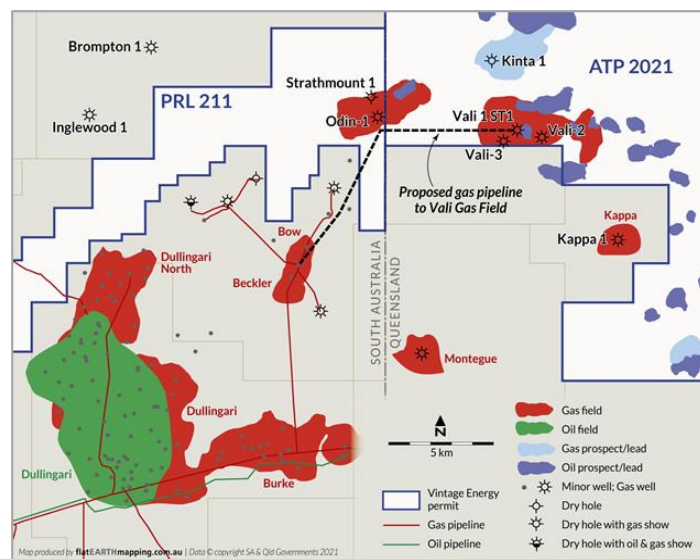 Brompton 1
PRL 211
Inglewood 1
Strathmount 1
Odin-1
Kinta 1
ATP 2021
Vali 1 ST1
Vali-2
Vali-3
Proposed gas pipeline
to Vali Gas Field
Kappa
Kappa 1
Bow
Beckler
Dullingari
North
SOUTH AUSTRALIA
QUEENSLAND
Montegue
Dullingari
Dullingari
Burke
N
5 km
Gas field
Oil field
Gas prospect/lead
Oil prospect/lead
Minor well; Gas well
Dry hole
Dry hole with gas show
Dry hole with oil & gas show
Vintage Energy
permit
Gas pipeline
Oil pipeline
Map produced by flatEARTHmapping.com.au | Data © copyright SA & Qld Governments 2021